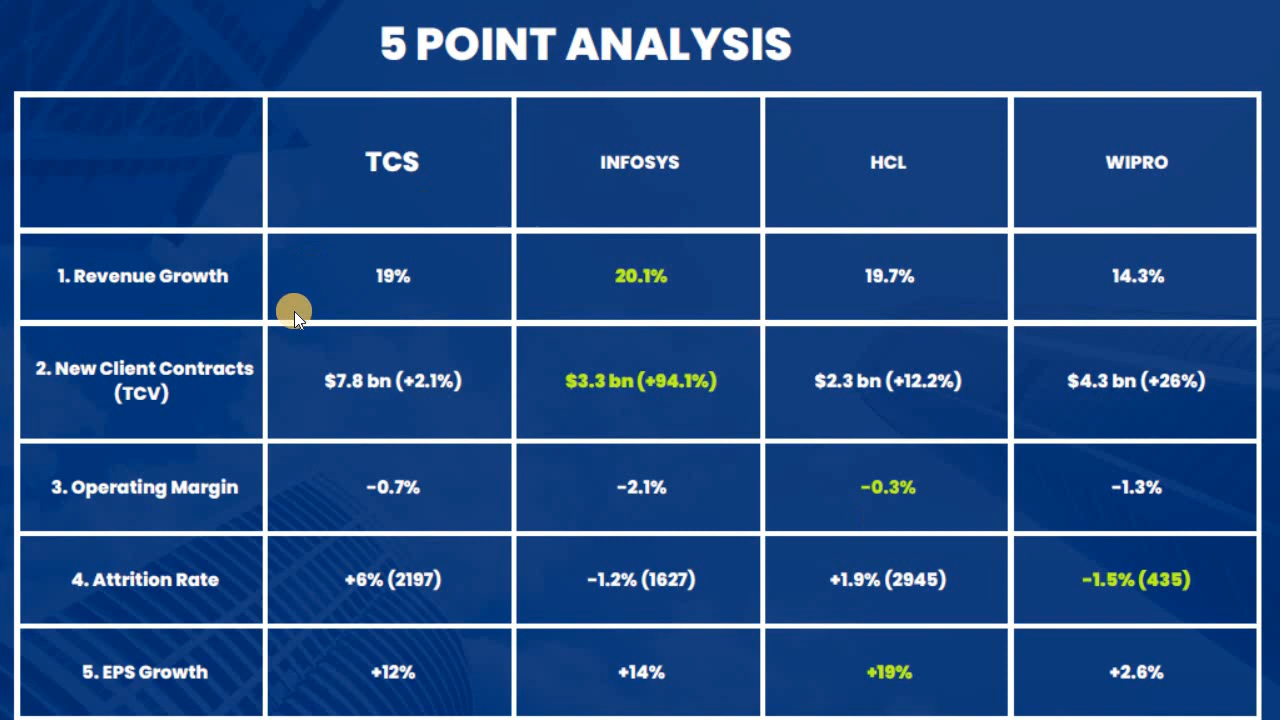 5 POINT ANALYSIS
TCS INFOSYS HCL WIPRO
1. Revenue Growth 19% 20.1% 19.7% 14.3%
2. New Client Contracts
(TCV) $7.8 bn (+2.1%) $3.3 bn (+94.1%) $2.3 bn (+12.2%) $4.3 bn (+26%)
3. Operating Margin -0.7% -2.1% -0.3% -1.3%
4. Attrition Rate +6% (2197) -1.2% (1627) +1.9% (2945) -1.5% (435)
5. EPS Growth +12% +14% +19% +2.6%